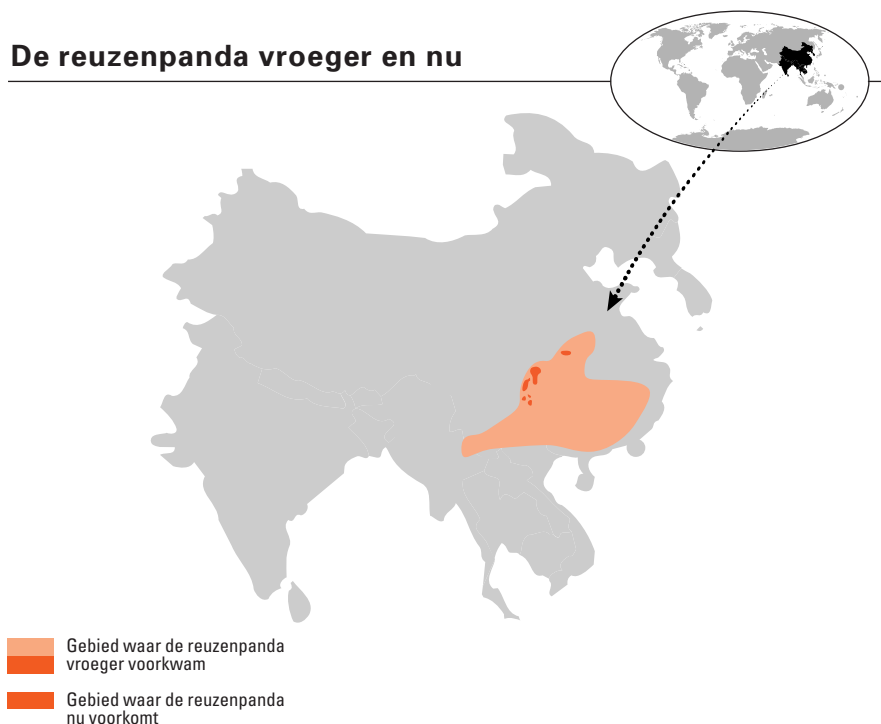 De reuzenpanda vroeger en nu
Gebied waar de reuzenpanda
vroeger voorkwam
Gebied waar de reuzenpanda
nu voorkomt